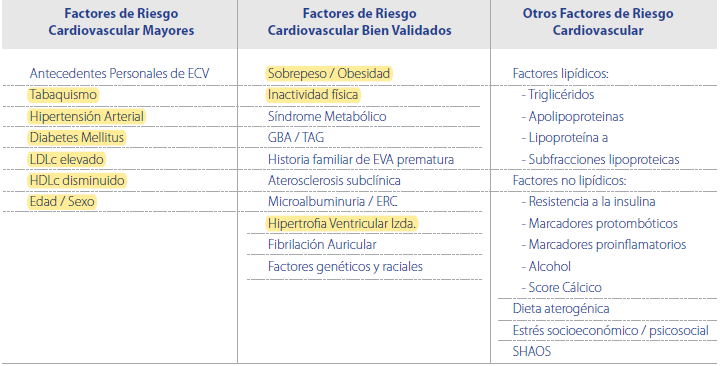 Factores de Riesgo
Cardiovascular Mayores
Antecedentes Personales de ECV
Tabaquismo
Hipertensión Arterial
Diabetes Mellitus
LDLc elevado
HDLc disminuido
Edad / Sexo
Factores de Riesgo
Cardiovascular Bien Validados
Sobrepeso / Obesidad
Inactividad física
Síndrome Metabólico
GBA / TAG
Historia familiar de EVA prematura
Aterosclerosis subclínica
Microalbuminuria / ERC
Hipertrofia Ventricular Izda.
Fibrilación Auricular
Factores genéticos y raciales
Otros Factores de Riesgo
Cardiovascular
Factores lipídicos:
- Triglicéridos
- Apolipoproteinas
- Lipoproteína a
- Subfracciones lipoproteicas
Factores no lipídicos:
- Resistencia a la insulina
- Marcadores protombóticos
- Marcadores proinflamatorios
- Alcohol
- Score Cálcico
Dieta aterogénica
Estrés socioeconómico / psicosocial
SHAOS